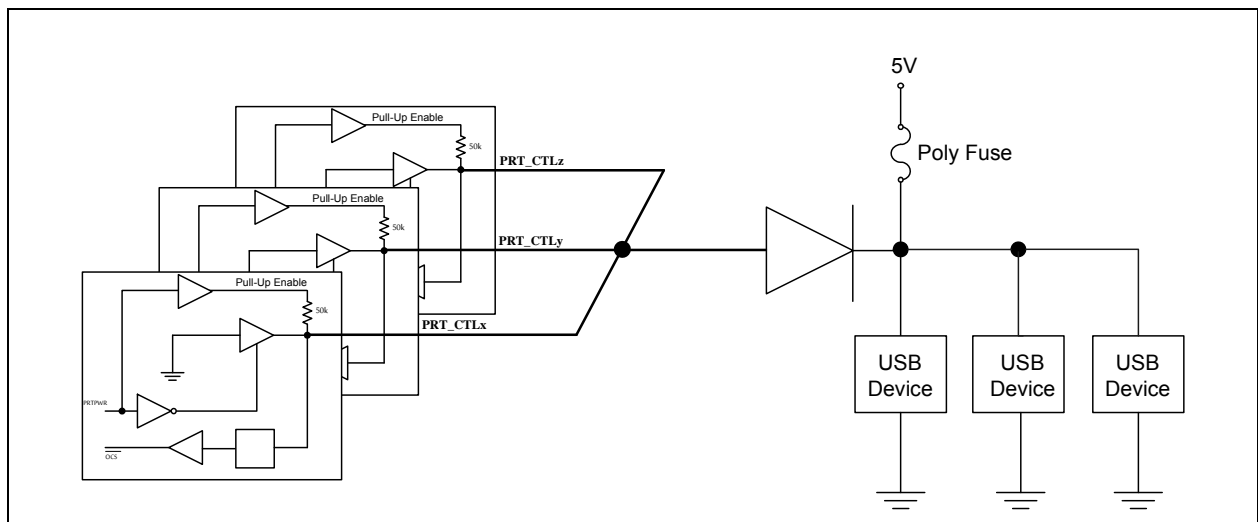 5V
Poly Fuse
Pull-Up Enable
50k
PRT_CTLz
Pull-Up Enable
50k
PRT_CTLy
Pull-Up Enable
50k
PRT_CTLx
PRTPWR
OCS
USB
Device
USB
Device
USB
Device